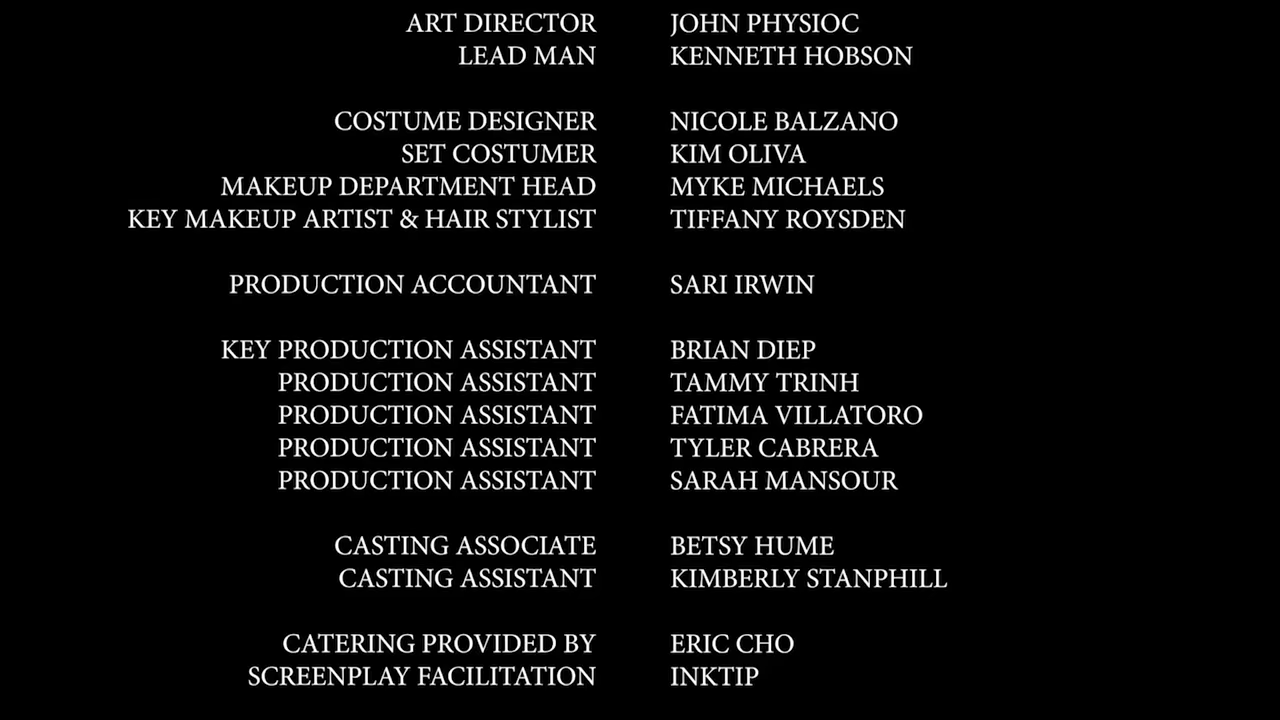 ART DIRECTOR JOHN PHYSIOC
LEAD MAN KENNETH HOBSON
COSTUME DESIGNER NICOLE BALZANO
SET COSTUMER KIM OLIVA
MAKEUP DEPARTMENT HEAD MYKE MICHAELS
KEY MAKEUP ARTIST & HAIR STYLIST TIFFANY ROYSDEN
PRODUCTION ACCOUNTANT SARI IRWIN
KEY PRODUCTION ASSISTANT BRIAN DIEP
PRODUCTION ASSISTANT TAMMY TRINH
PRODUCTION ASSISTANT FATIMA VILLATORO
PRODUCTION ASSISTANT TYLER CABRERA
PRODUCTION ASSISTANT SARAH MANSOUR
CASTING ASSOCIATE BETSY HUME
CASTING ASSISTANT KIMBERLY STANPHILL
CATERING PROVIDED BY ERIC CHO
SCREENPLAY FACILITATION INKTIP